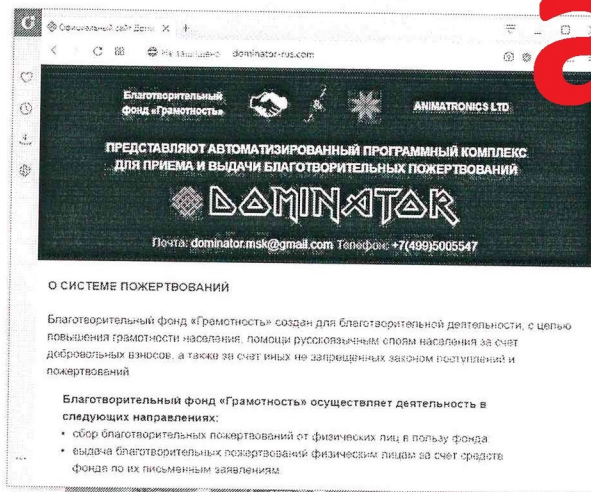 Официальный сайт Доми
Не защищено dominator-rus.com
a
Благотворительный
фонд «Грамотность»
ANIMATRONICS LTD
ПРЕДСТАВЛЯЮТ АВТОМАТИЗИРОВАННЫЙ ПРОГРАММНЫЙ КОМПЛЕКС
ДЛЯ ПРИЕМА И ВЫДАЧИ БЛАГОТВОРИТЕЛЬНЫХ ПОЖЕРТВОВАНИЙ
DOMINATOR
Почта: dominator.msk@gmail.com Телефон: +7(499)5005547
О СИСТЕМЕ ПОЖЕРТВОВАНИЙ
Благотворительный фонд «Грамотность» создан для благотворительной деятельности, с целью
повышения грамотности населения, помощи русскоязычным слоям населения за счет
добровольных взносов, а также за счет иных не запрещенных законом поступлений и
пожертвований
Благотворительный фонд «Грамотность» осуществляет деятельность в
следующих направлениях:
• сбор благотворительных пожертвований от физических лиц в пользу фонда
• выдача благотворительных пожертвований физическим лицам за счет средств
фонда по их письменным заявлениям